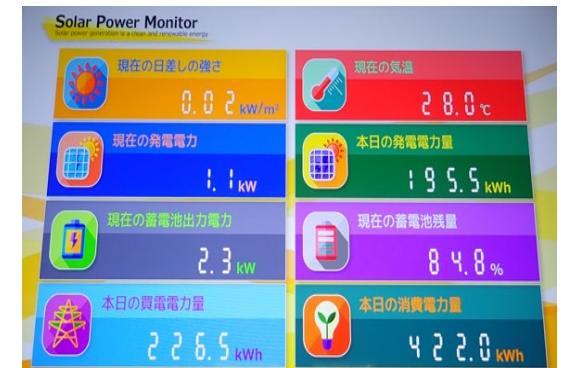 Solar Power Monitor
Solar power generation is a clean and renewable energy
現在の日差しの強さ
0.02 kW/m²
現在の気温
28.0 ℃
現在の発電電力
1.1 kW
本日の発電電力量
195.5 kWh
現在の蓄電池出力電力
2.3 kW
現在の蓄電池残量
84.8 %
本日の買電電力量
226.5 kWh
本日の消費電力量
422.0 kWh